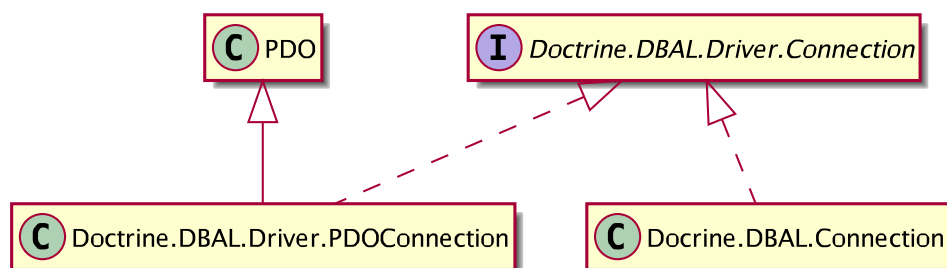 C PDO
I Doctrine.DBAL.Driver.Connection
C Doctrine.DBAL.Driver.PDOConnection
C Docrine.DBAL.Connection